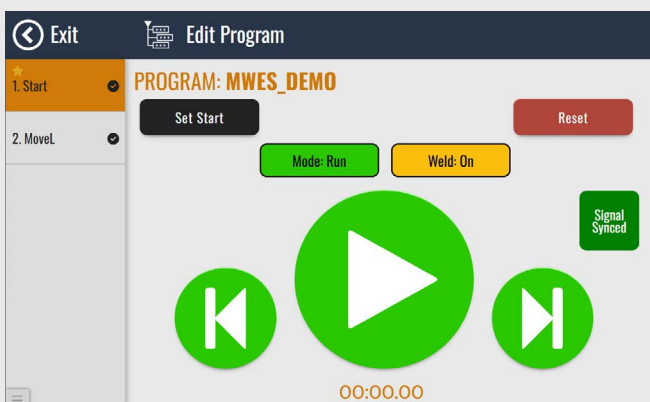 Exit
Edit Program
1. Start
2. MoveL
PROGRAM: MWES_DEMO
Set Start
Reset
Mode: Run
Weld: On
Signal
Synced
00:00.00